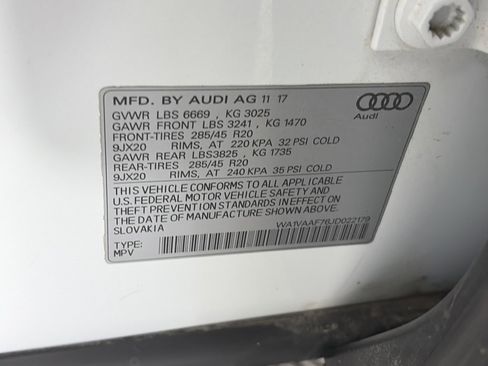 MFD. BY AUDI AG 11 17
GVWR LBS 6669 , KG 3025
GAWR FRONT LBS 3241 , KG 1470
FRONT-TIRES 285/45 R20
9JX20 RIMS, AT 220 KPA 32 PSI COLD
GAWR REAR LBS3825 , KG 1735
REAR-TIRES 285/45 R20
9JX20 RIMS, AT 240 KPA 35 PSI COLD
THIS VEHICLE CONFORMS TO ALL APPLICABLE
U.S. FEDERAL MOTOR VEHICLE SAFETY AND
THEFT PREVENTION STANDARDS IN EFFECT ON
THE DATE OF MANUFACTURE SHOWN ABOVE.
SLOVAKIA
WA1VAAF76JD022179
TYPE:
MPV
Audi